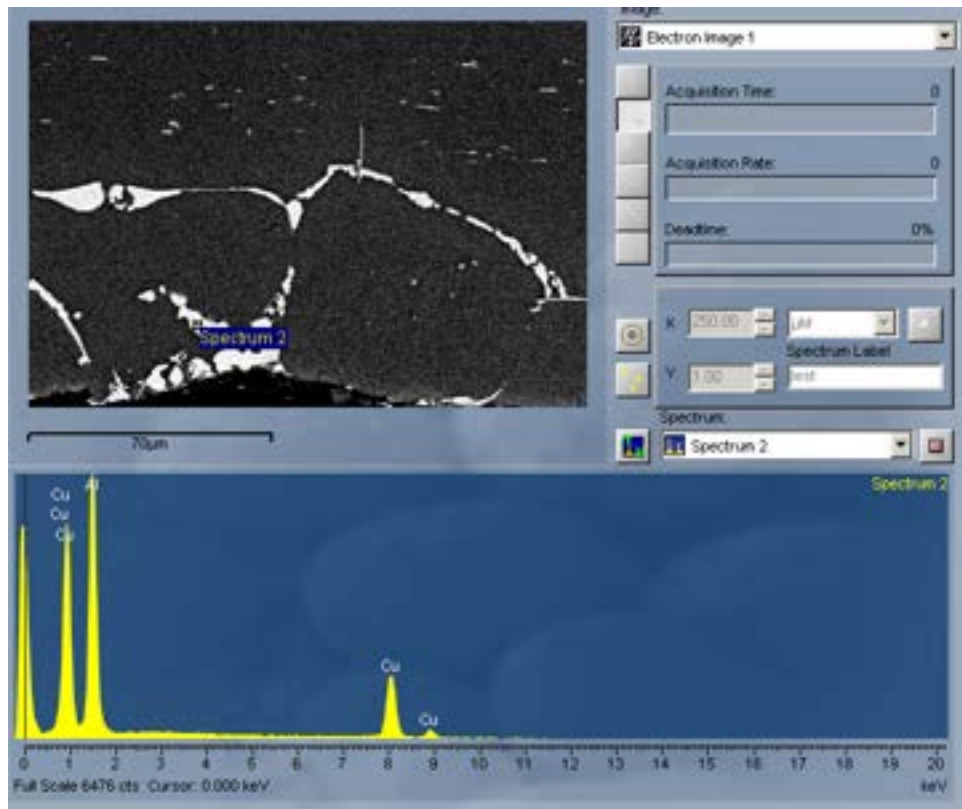 Image:
Electron Image 1
Acquisition Time: 0
Acquisition Rate: 0
Deadtime: 0%
X 250.00 µM
Spectrum Label
Y 1.00 test
Spectrum:
Spectrum 2
Spectrum 2
70µm
Spectrum 2
Cu
Cu
Cu
Al
Cu
Cu
0 1 2 3 4 5 6 7 8 9 10 11 12 13 14 15 16 17 18 19 20
Full Scale 6476 cts Cursor: 0.000 keV
keV